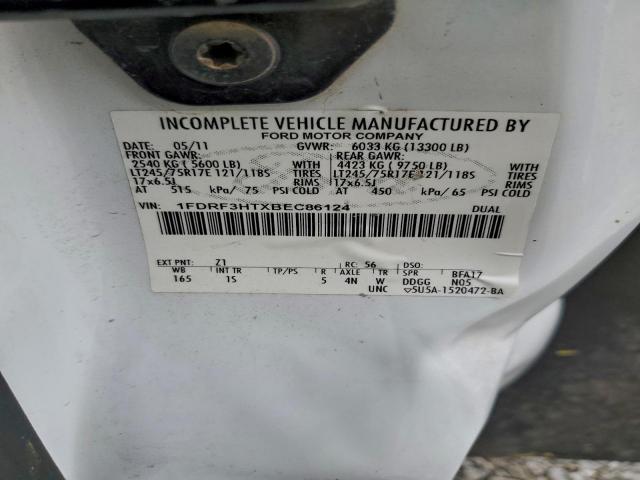 INCOMPLETE VEHICLE MANUFACTURED BY
FORD MOTOR COMPANY
DATE: 05/11 GVWR: 6033 KG (13300 LB)
FRONT GAWR: REAR GAWR:
2540 KG ( 5600 LB) WITH 4423 KG ( 9750 LB) WITH
LT245/75R17E 121/118S TIRES LT245/75R17E 121/118S TIRES
17x6.5J RIMS 17x6.5J RIMS
AT 515 kPa/ 75 PSI COLD AT 450 kPa/ 65 PSI COLD
VIN: 1FDRF3HTXBEC86124 DUAL
EXT PNT: Z1 RC: 56 DSO:
WB INT TR TP/PS R AXLE TR SPR BFA17
165 1S 5 4N W DDGG N05
UNC ▽SU5A-1520472-BA